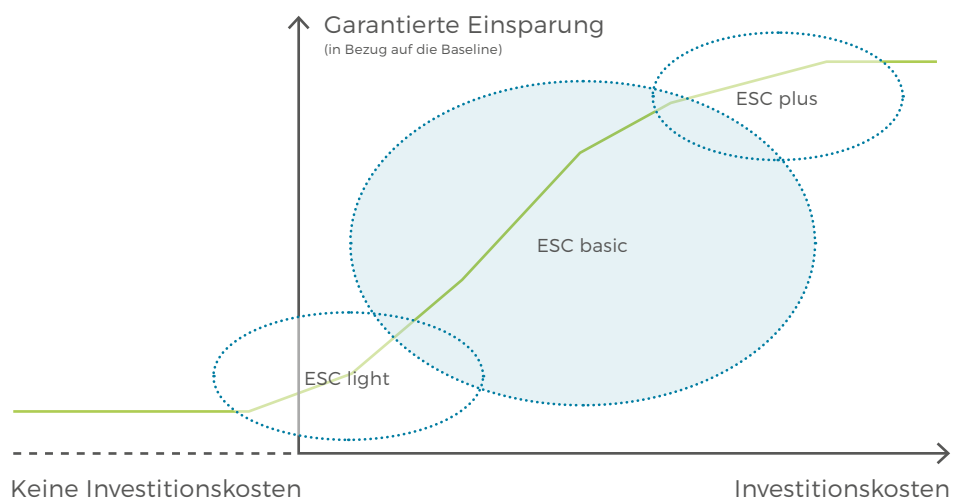 Garantierte Einsparung
(in Bezug auf die Baseline)
ESC plus
ESC basic
ESC light
Keine Investitionskosten
Investitionskosten